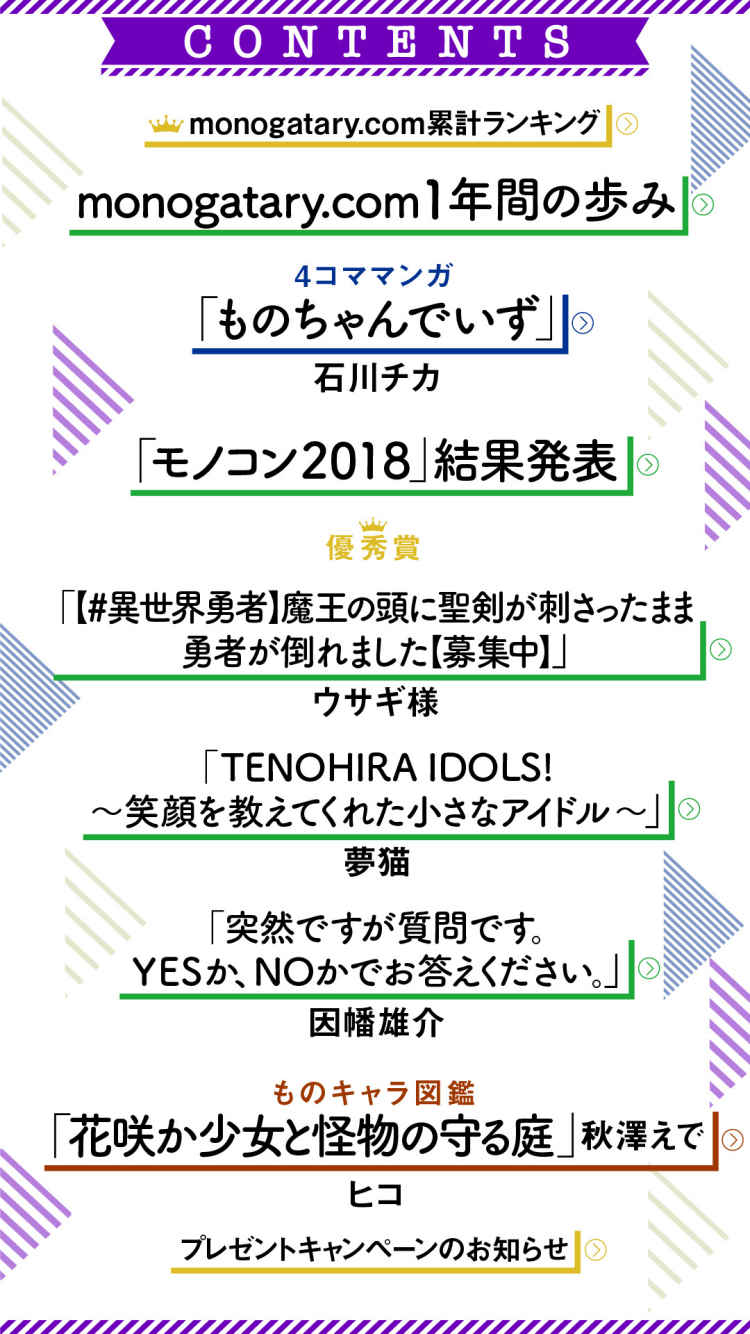 CONTENTS
monogatary.com累計ランキング
monogatary.com1年間の歩み
4コママンガ
「ものちゃんでいず」
石川チカ
「モノコン2018」結果発表
優秀賞
「【#異世界勇者】魔王の頭に聖剣が刺さったまま
勇者が倒れました【募集中】」
ウサギ様
「TENOHIRA IDOLS!
～笑顔を教えてくれた小さなアイドル～」
夢猫
「突然ですが質問です。
YESか、NOかでお答えください。」
因幡雄介
ものキャラ図鑑
「花咲か少女と怪物の守る庭」秋澤えで
ヒコ
プレゼントキャンペーンのお知らせ